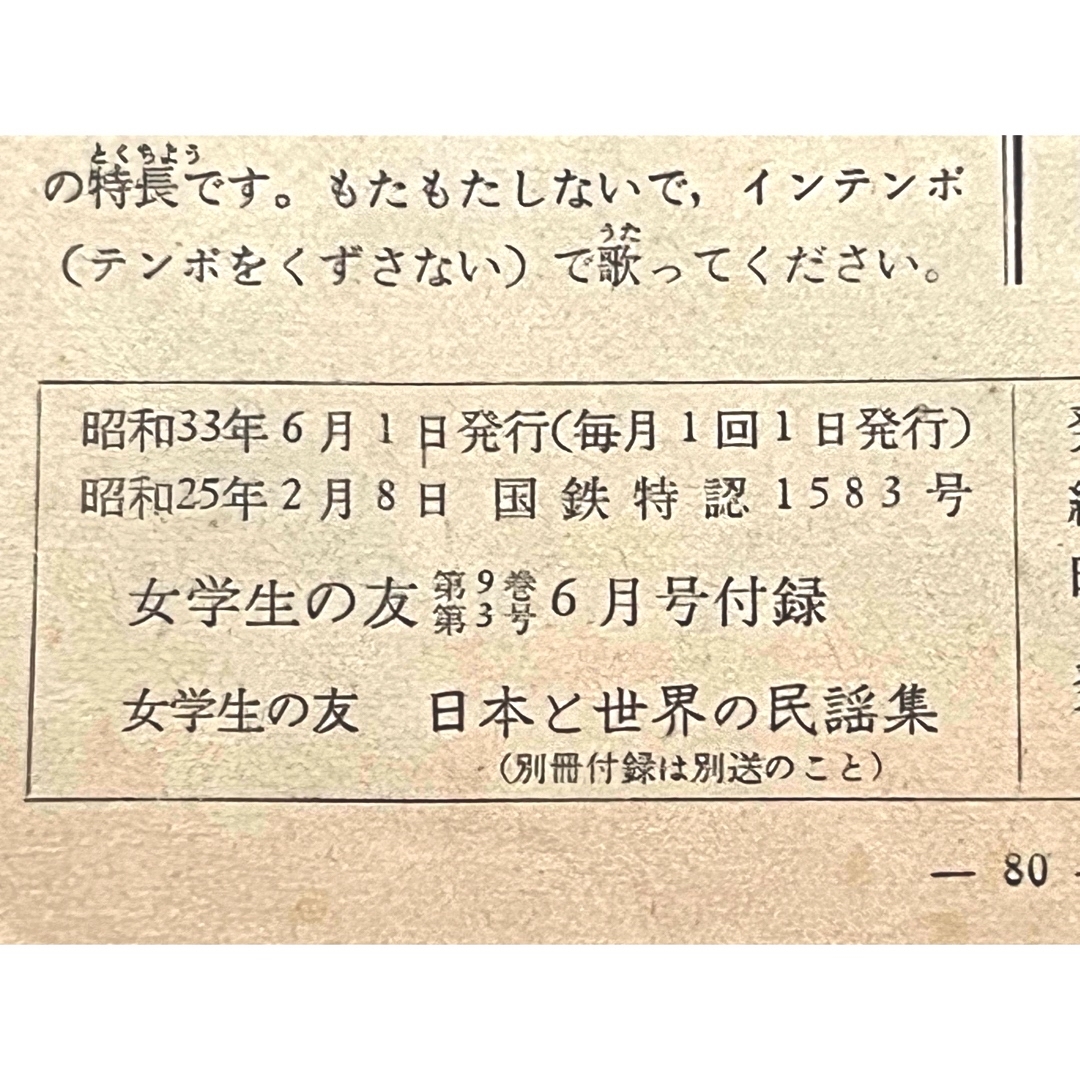 の特長です。もたもたしないで，インテンポ
（テンポをくずさない）で歌ってください。
昭和33年6月1日発行(毎月1回1日発行)
昭和25年2月8日 国鉄特認1583号
女学生の友 第9巻第3号 6月号付録
女学生の友 日本と世界の民謡集
(別冊付録は別送のこと)
— 80